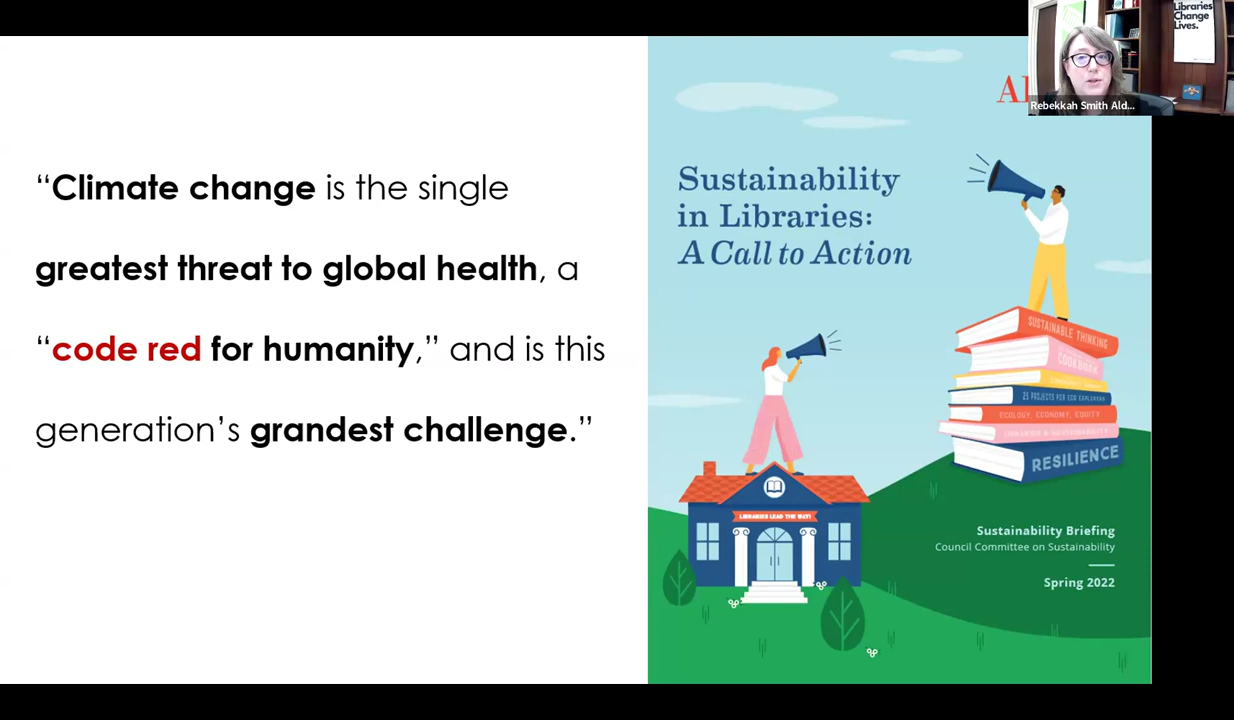 “Climate change is the single
greatest threat to global health, a
“code red for humanity,” and is this
generation’s grandest challenge.”
Sustainability
in Libraries:
A Call to Action
SUSTAINABLE THINKING
COOKBOOK
25 PROJECTS FOR ECO EXPLORERS
ECOLOGY, ECONOMY, EQUITY
RESILIENCE
LIBRARIES LEAD THE WAY!
Sustainability Briefing
Council Committee on Sustainability
Spring 2022
Libraries
Change
Lives.
Rebekkah Smith Ald...